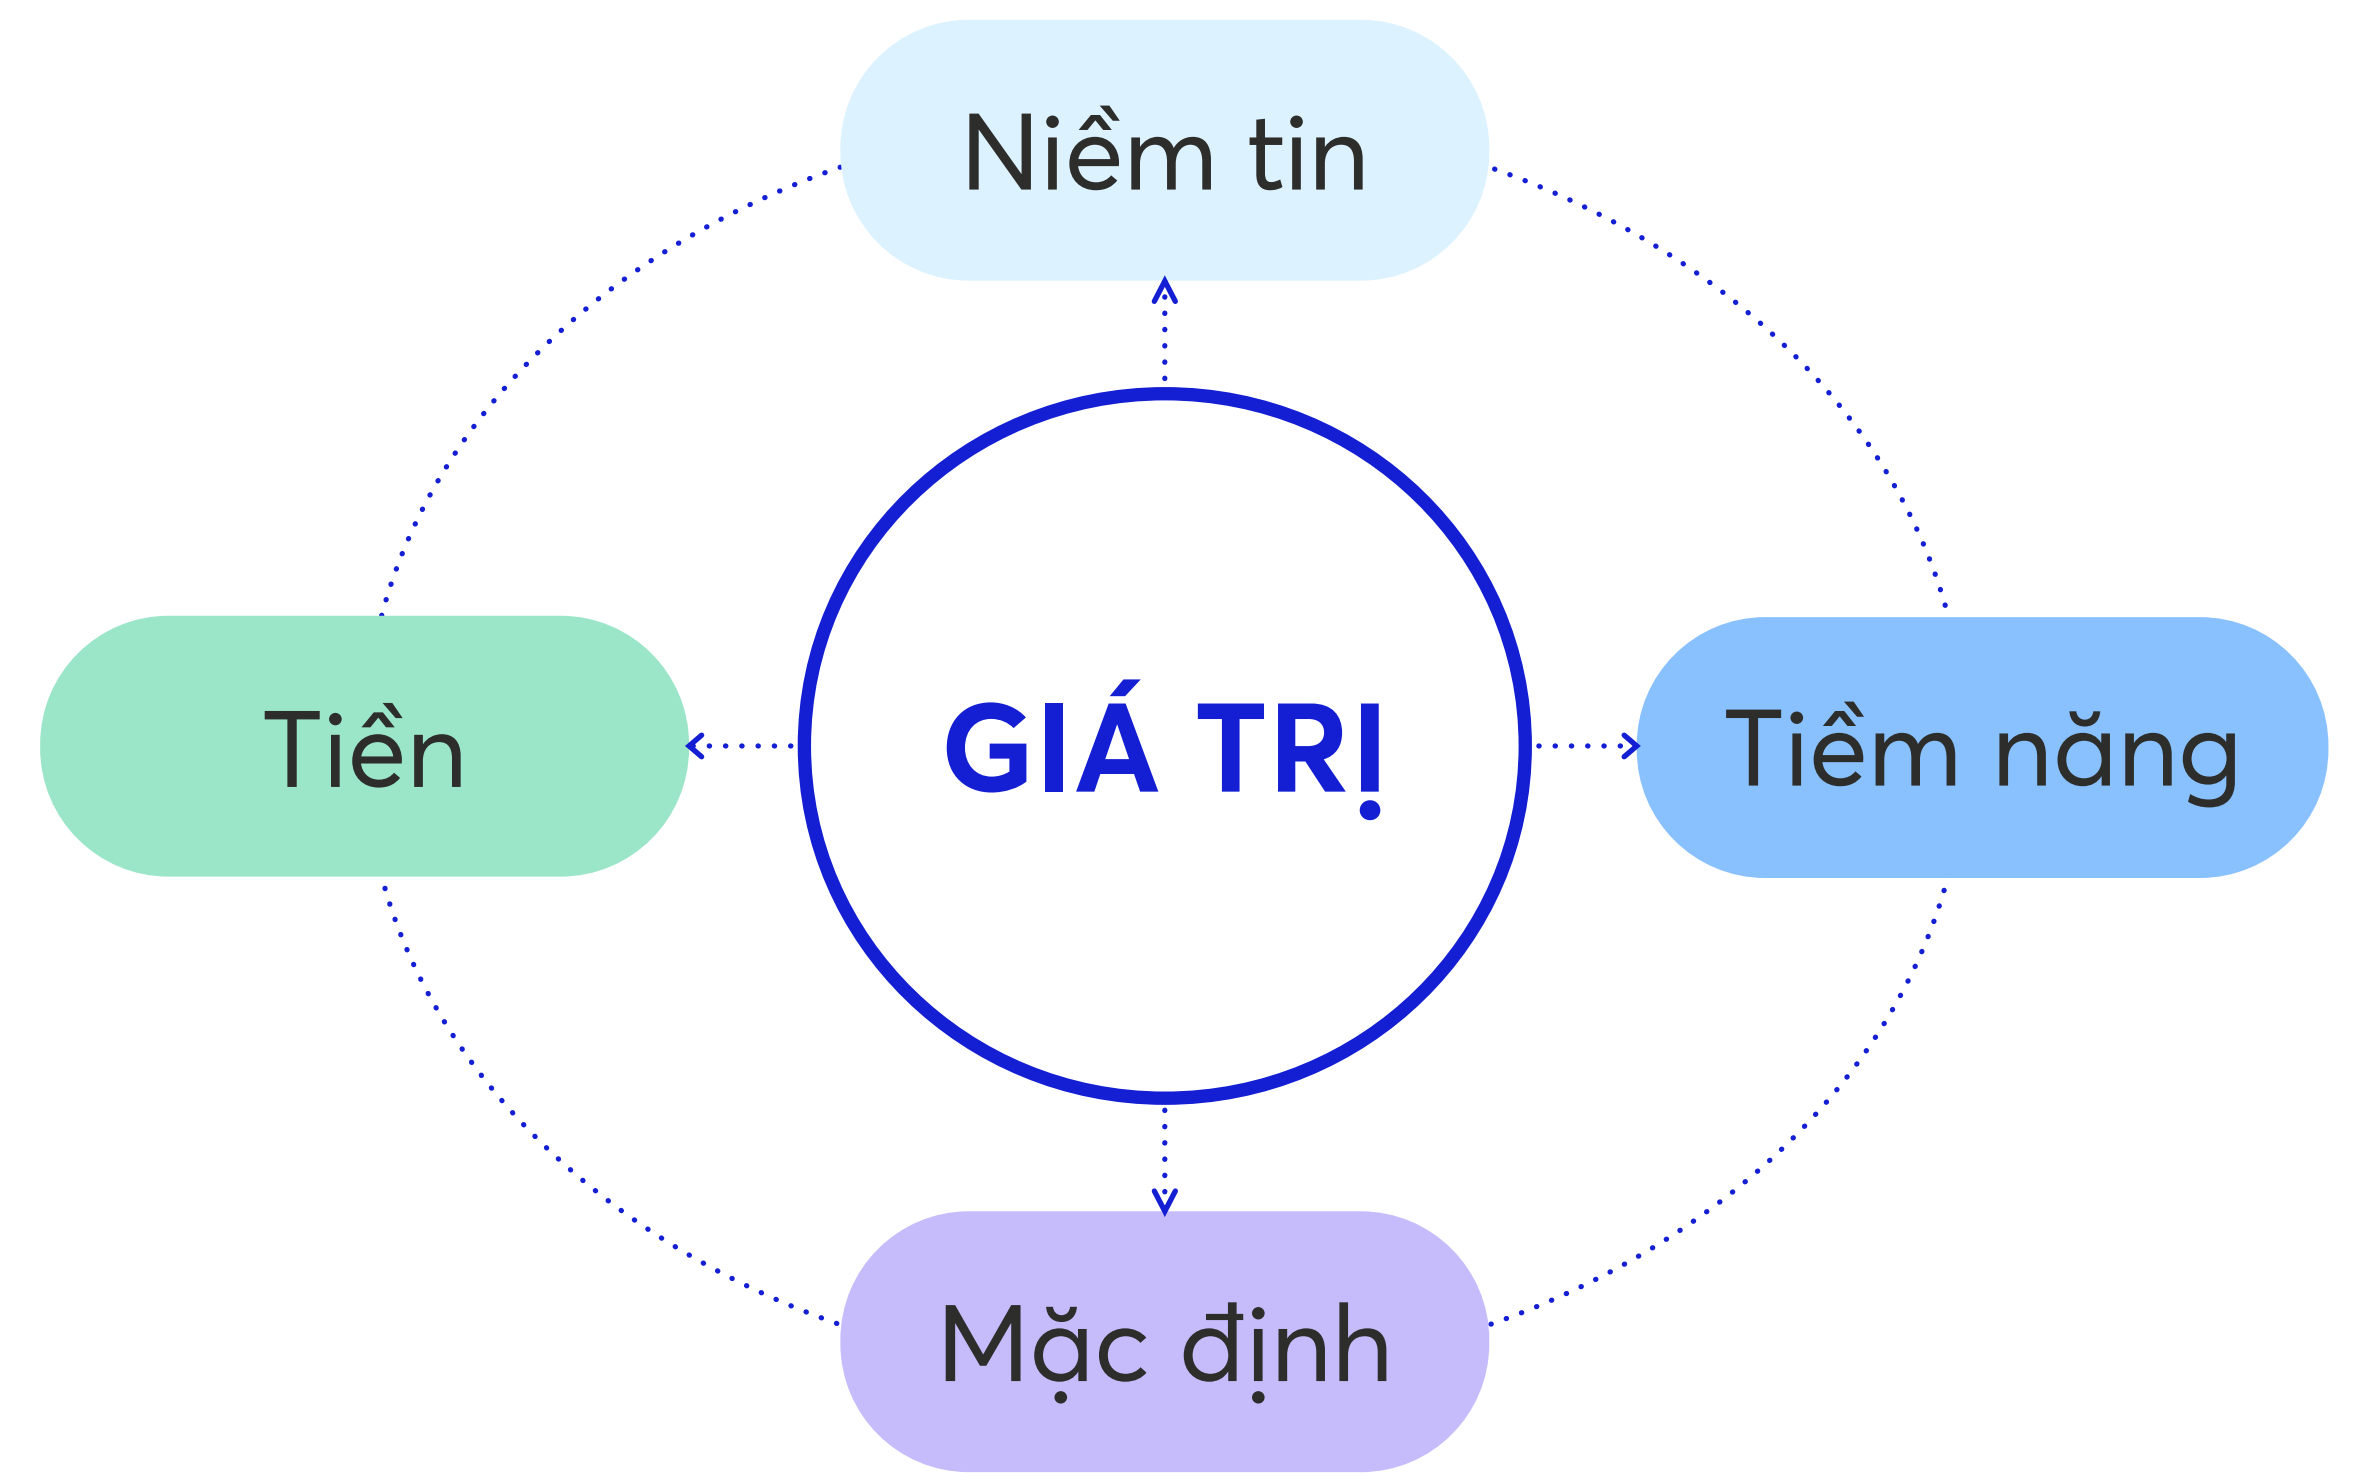 Niềm tin
Tiền
GIÁ TRỊ
Tiềm năng
Mặc định